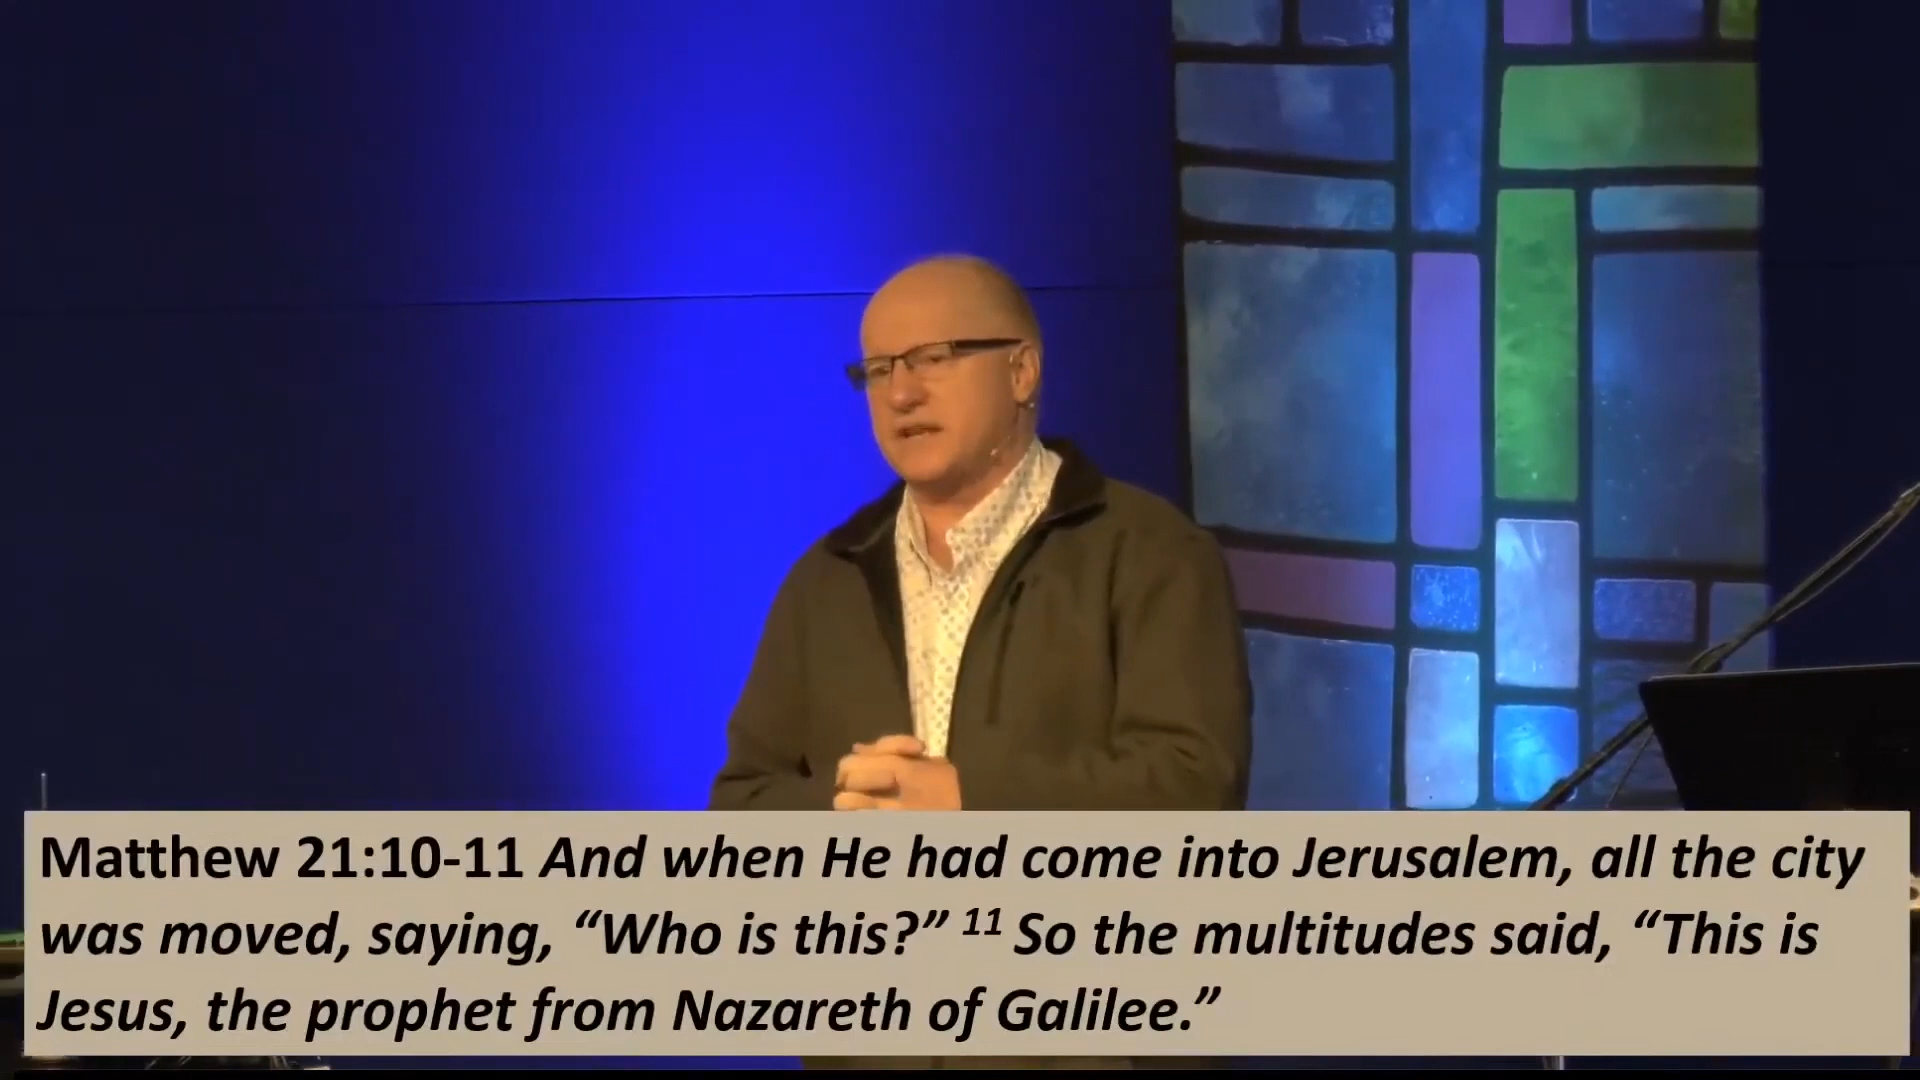 Matthew 21:10-11 And when He had come into Jerusalem, all the city
was moved, saying, “Who is this?” 11 So the multitudes said, “This is
Jesus, the prophet from Nazareth of Galilee.”